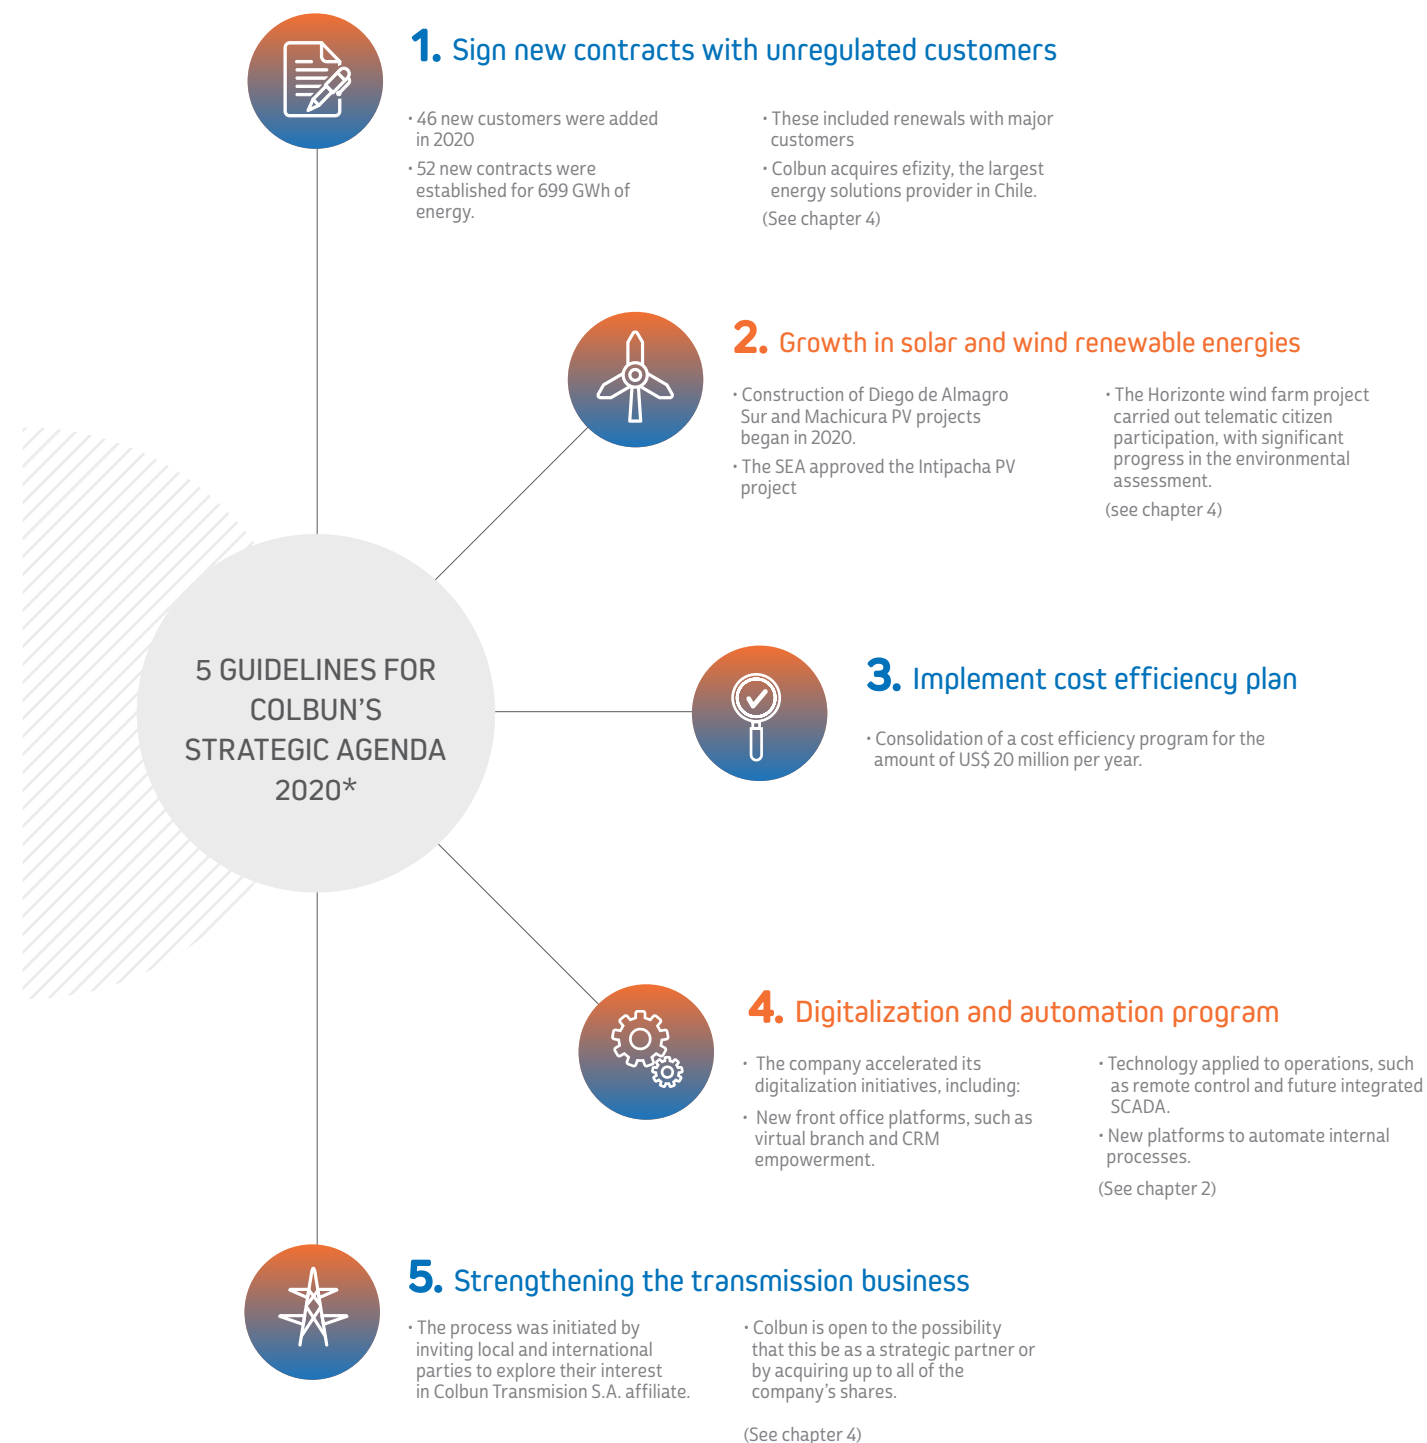 1. Sign new contracts with unregulated customers
· 46 new customers were added
in 2020
· 52 new contracts were
established for 699 GWh of
energy.
· These included renewals with major
customers
· Colbun acquires efizity, the largest
energy solutions provider in Chile.
(See chapter 4)
2. Growth in solar and wind renewable energies
· Construction of Diego de Almagro
Sur and Machicura PV projects
began in 2020.
· The SEA approved the Intipacha PV
project
· The Horizonte wind farm project
carried out telematic citizen
participation, with significant
progress in the environmental
assessment.
(see chapter 4)
5 GUIDELINES FOR
COLBUN’S
STRATEGIC AGENDA
2020*
3. Implement cost efficiency plan
· Consolidation of a cost efficiency program for the
amount of US$ 20 million per year.
4. Digitalization and automation program
· The company accelerated its
digitalization initiatives, including:
· New front office platforms, such as
virtual branch and CRM
empowerment.
· Technology applied to operations, such
as remote control and future integrated
SCADA.
· New platforms to automate internal
processes.
(See chapter 2)
5. Strengthening the transmission business
· The process was initiated by
inviting local and international
parties to explore their interest
in Colbun Transmision S.A. affiliate.
· Colbun is open to the possibility
that this be as a strategic partner or
by acquiring up to all of the
company’s shares.
(See chapter 4)